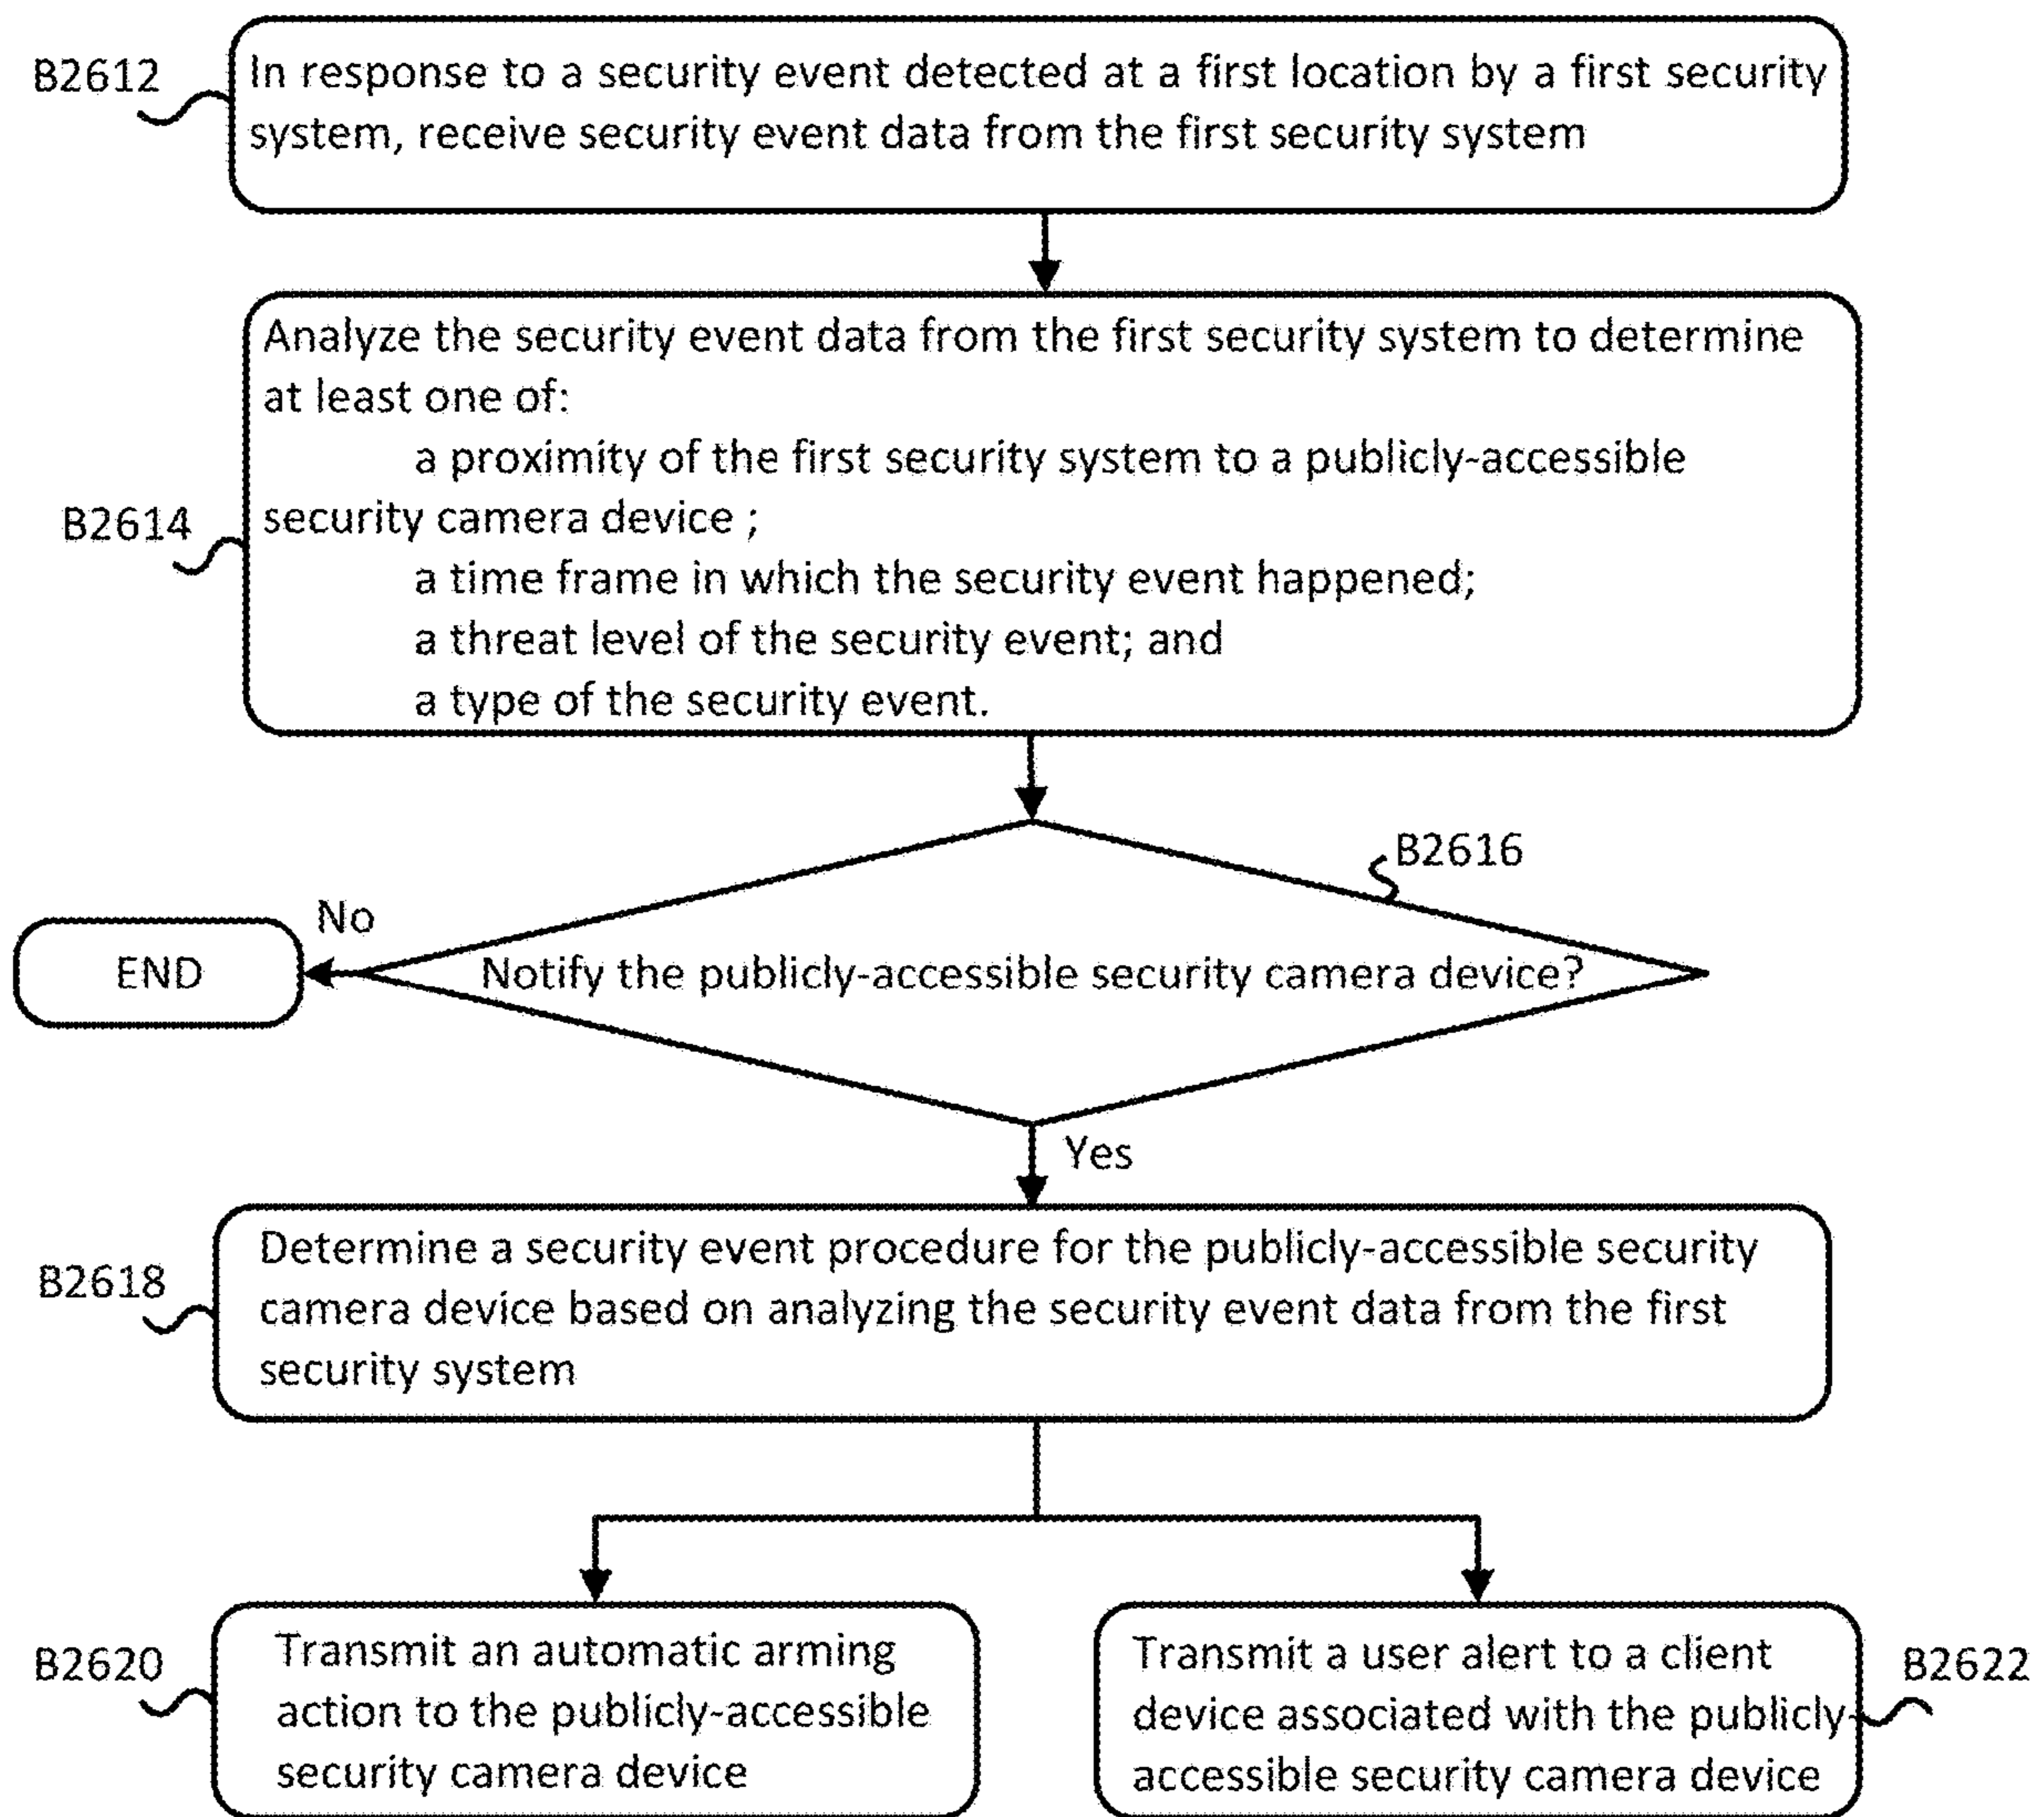 B2612
In response to a security event detected at a first location by a first security
system, receive security event data from the first security system
B2614
Analyze the security event data from the first security system to determine
at least one of:
a proximity of the first security system to a publicly-accessible
security camera device ;
a time frame in which the security event happened;
a threat level of the security event; and
a type of the security event.
B2616
No
END
Notify the publicly-accessible security camera device?
Yes
B2618
Determine a security event procedure for the publicly-accessible security
camera device based on analyzing the security event data from the first
security system
B2620
Transmit an automatic arming
action to the publicly-accessible
security camera device
Transmit a user alert to a client
device associated with the publicly-
accessible security camera device
B2622